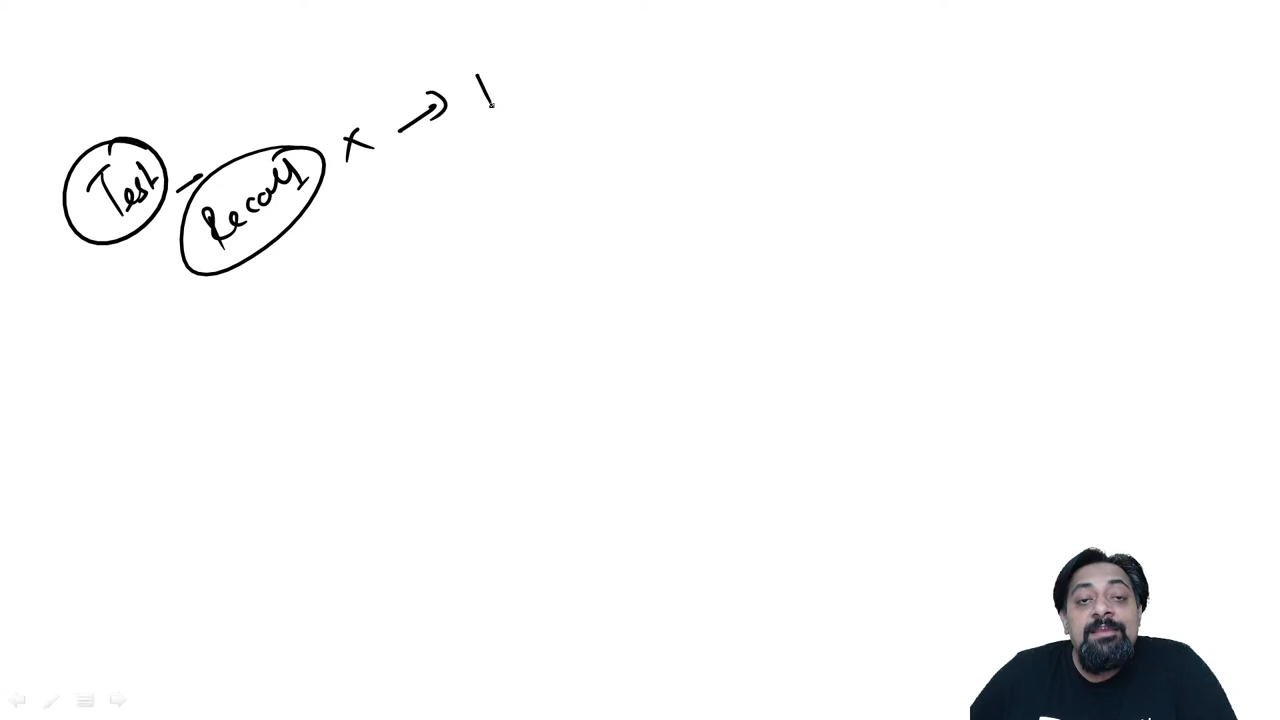 Test → Recall x →